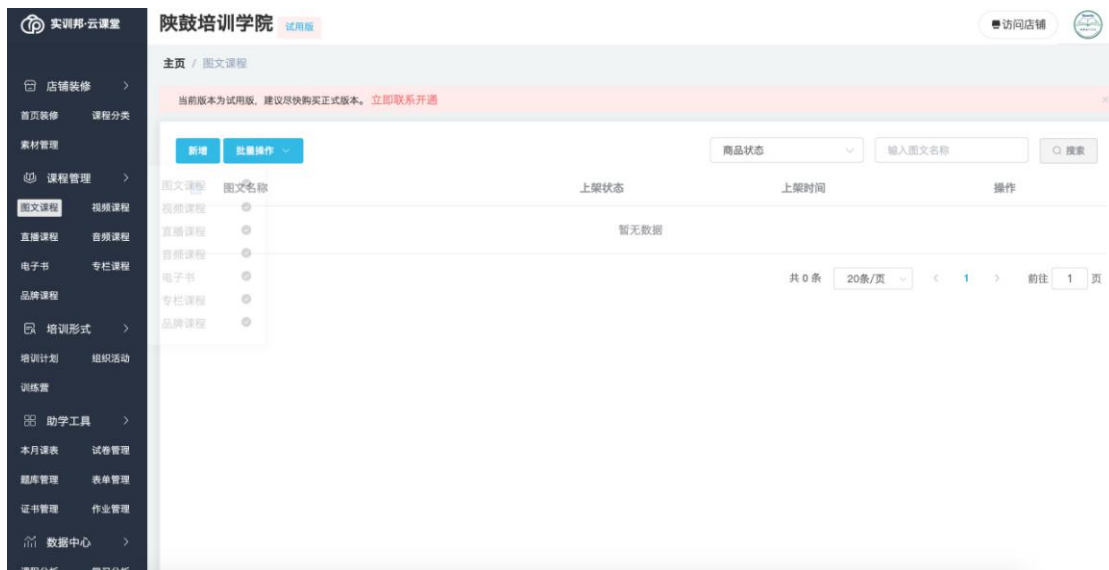 实训邦·云课堂
陕鼓培训学院 试用版
访问店铺
主页 / 图文课程
当前版本为试用版，建议尽快购买正式版本。立即联系开通
店铺装修
首页装修 课程分类
素材管理
课程管理
图文课程 视频课程
直播课程 音频课程
电子书 专栏课程
品牌课程
培训形式
培训计划 组织活动
训练营
助学工具
本月课表 试卷管理
题库管理 表单管理
证书管理 作业管理
数据中心
课程分析 学习分析
新增 批量操作
商品状态 输入图文名称 搜索
图文名称 上架状态 上架时间 操作
暂无数据
图文课程
视频课程
直播课程
音频课程
电子书
专栏课程
品牌课程
共 0 条 20条/页 < 1 > 前往 1 页